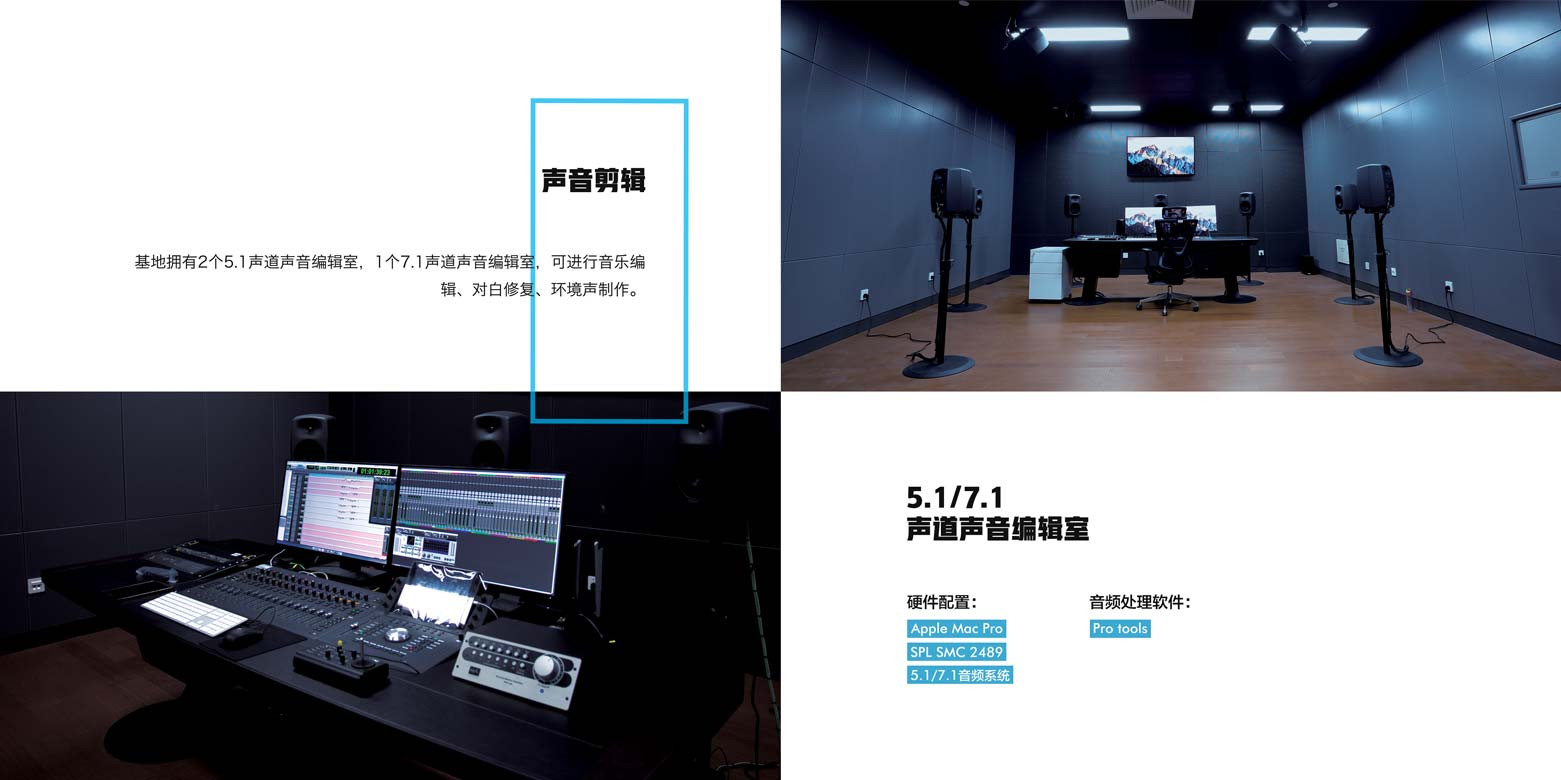 声音剪辑
基地拥有2个5.1声道声音编辑室，1个7.1声道声音编辑室，可进行音乐编
辑、对白修复、环境声制作。
01:01:39:23
5.1/7.1
声道声音编辑室
硬件配置：
Apple Mac Pro
SPL SMC 2489
5.1/7.1音频系统
音频处理软件：
Pro tools